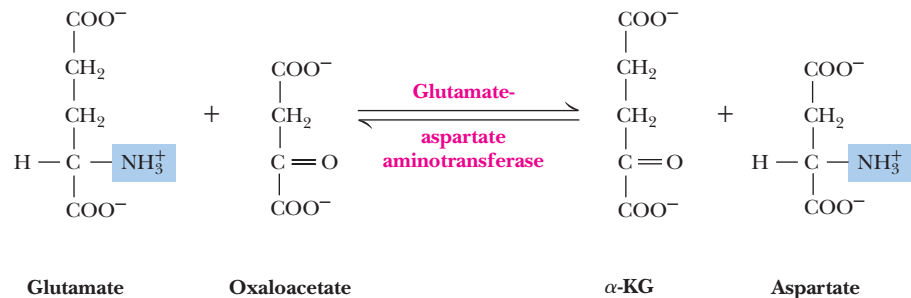 COO⁻
CH₂
CH₂
H — C — NH₃⁺
COO⁻
Glutamate
+
COO⁻
CH₂
C = O
COO⁻
Oxaloacetate
Glutamate-
aspartate
aminotransferase
COO⁻
CH₂
CH₂
C = O
COO⁻
α-KG
+
COO⁻
CH₂
H — C — NH₃⁺
COO⁻
Aspartate